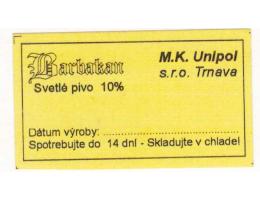 Barbakan
Svetlé pivo 10%
M.K. Unipol
s.r.o. Trnava
Dátum výroby: ..............................
Spotrebujte do 14 dní - Skladujte v chlade!